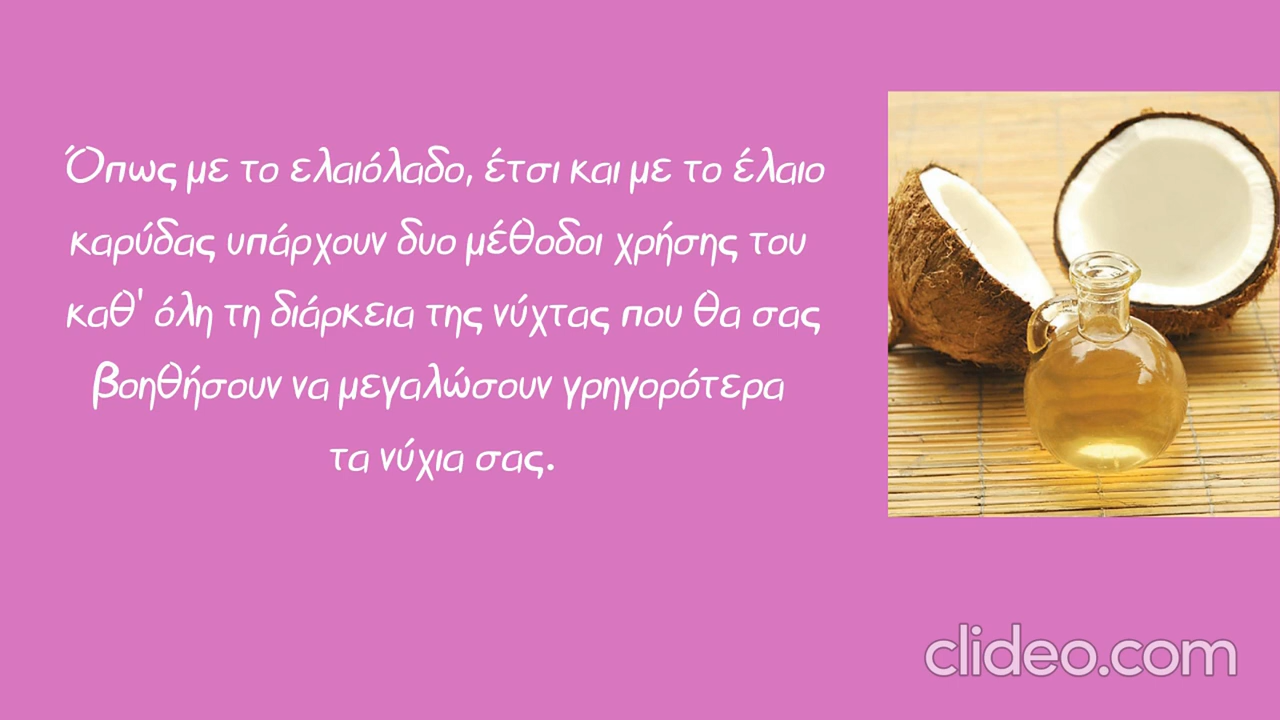 Όπως με το ελαιόλαδο, έτσι και με το έλαιο
καρύδας υπάρχουν δυο μέθοδοι χρήσης του
καθ' όλη τη διάρκεια της νύχτας που θα σας
βοηθήσουν να μεγαλώσουν γρηγορότερα
τα νύχια σας.
clideo.com